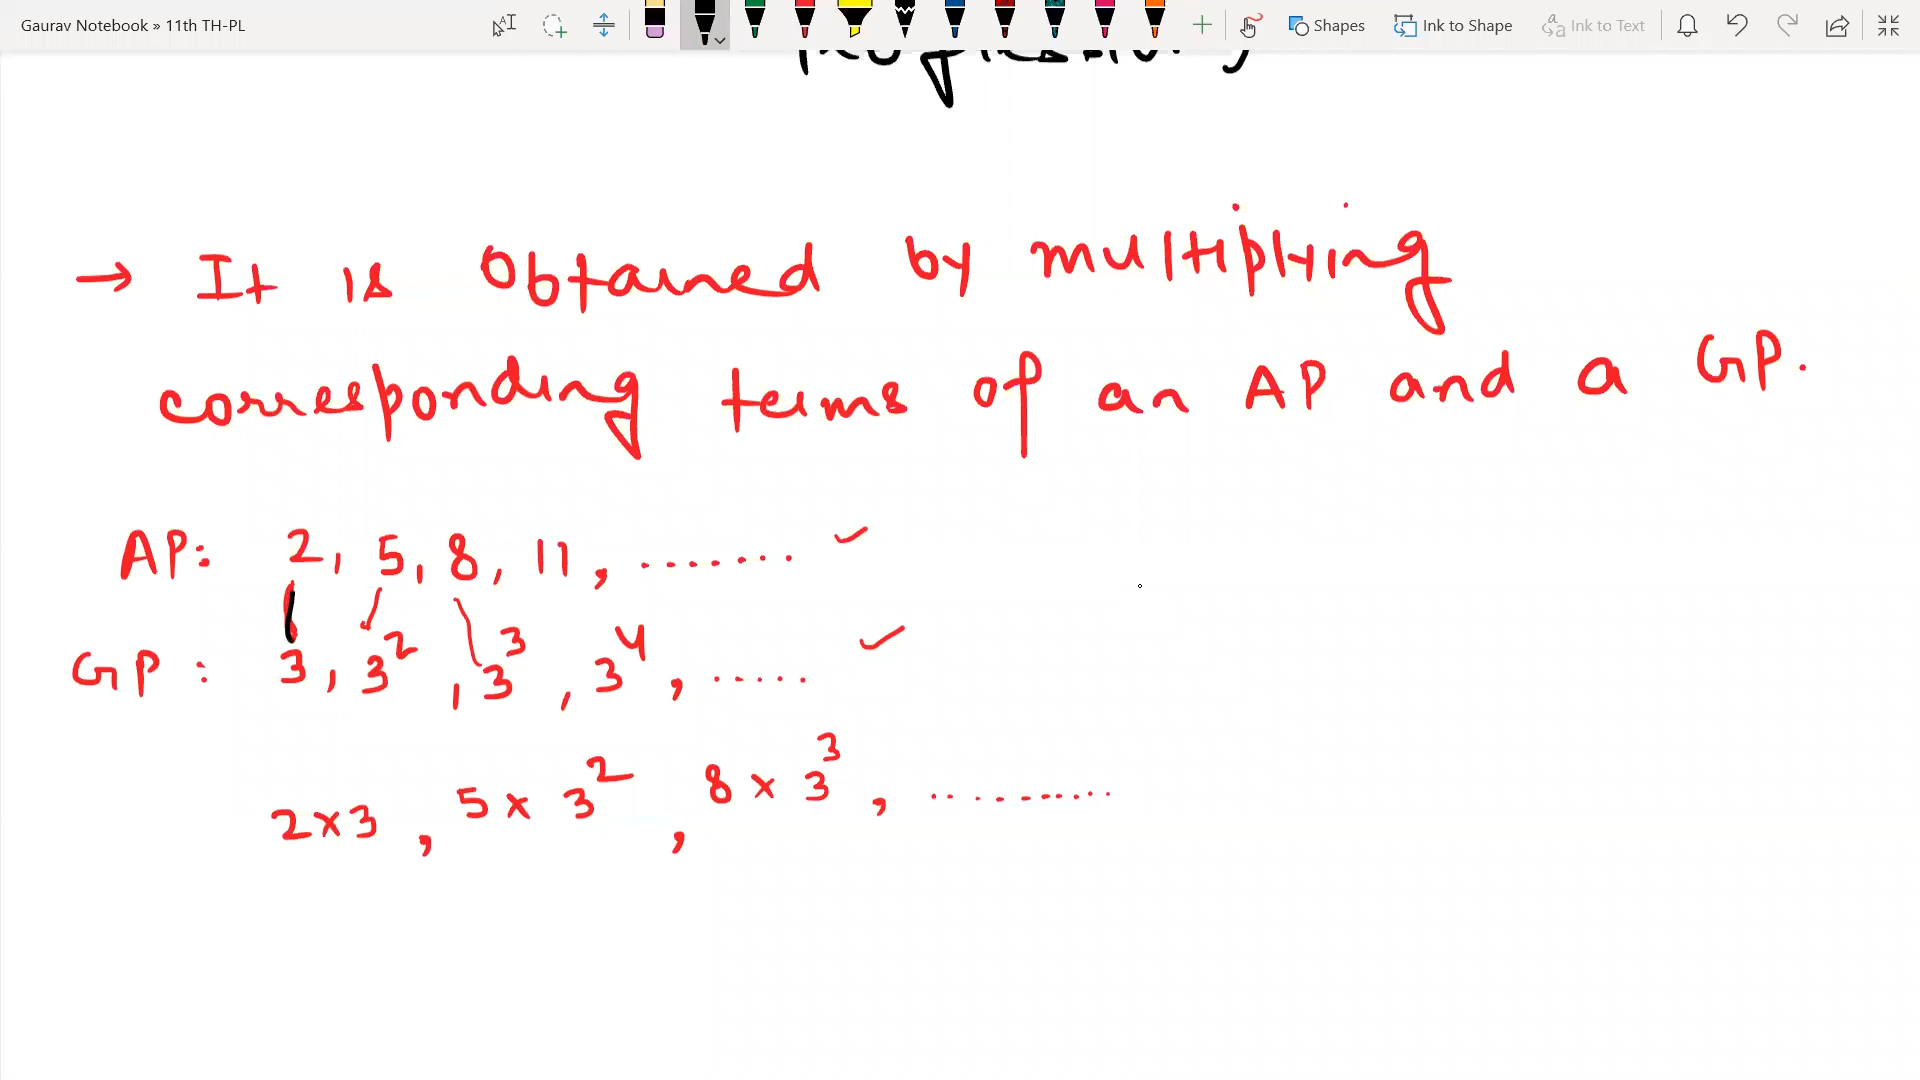 Gaurav Notebook » 11th TH-PL
Shapes
Ink to Shape
Ink to Text
→ It is obtained by multiplying
corresponding terms of an AP and a GP.
AP: 2, 5, 8, 11, ........
GP: 3, 3², 3³, 3⁴, .....
2×3, 5×3², 8×3³, ...........